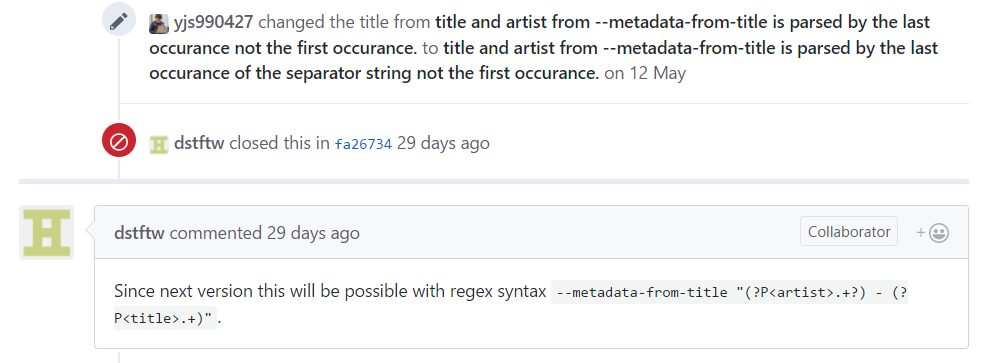 yjs990427 changed the title from title and artist from --metadata-from-title is parsed by the last
occurance not the first occurance. to title and artist from --metadata-from-title is parsed by the last
occurance of the separator string not the first occurance. on 12 May
dstftw closed this in fa26734 29 days ago
dstftw commented 29 days ago
Collaborator
+
Since next version this will be possible with regex syntax --metadata-from-title "(?P<artist>.+?) - (?
P<title>.+)" .